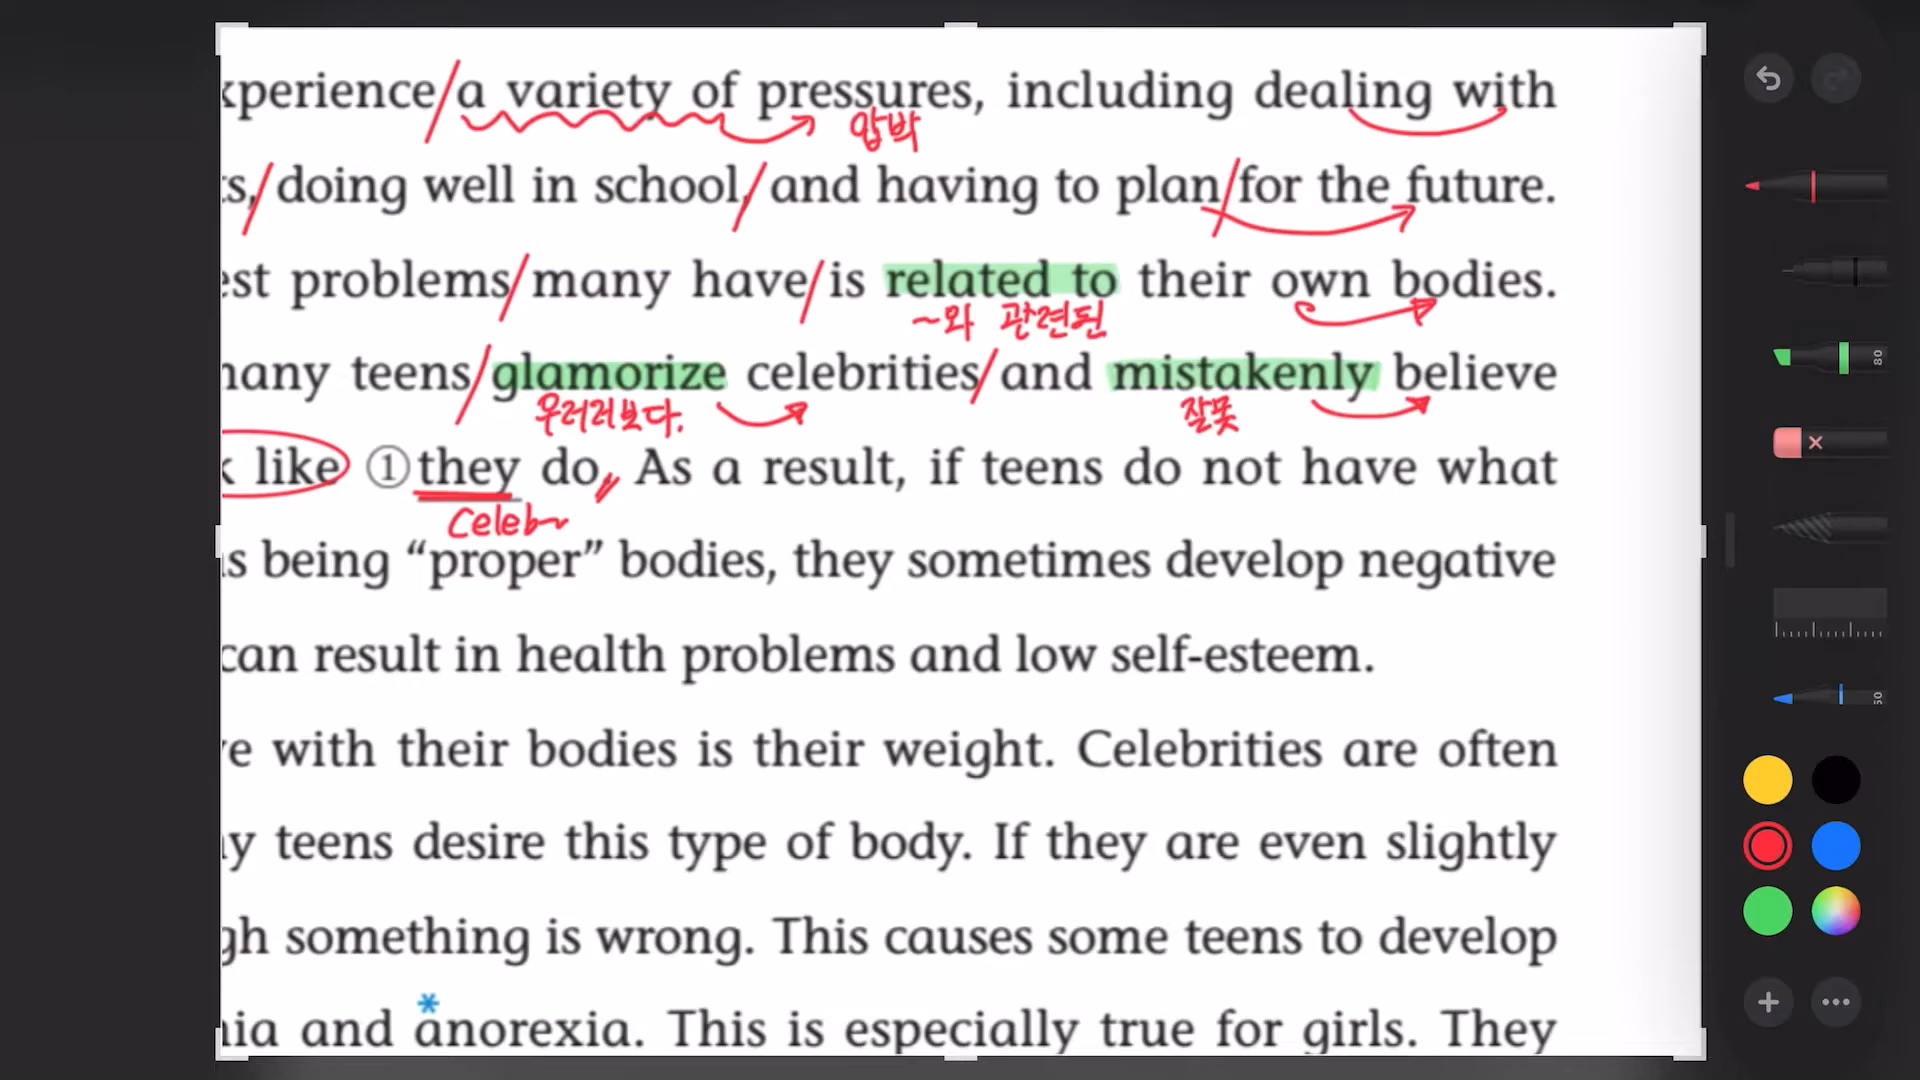 xperience/a variety of pressures, including dealing with
압박
ts,/doing well in school,/and having to plan/for the future.
est problems/many have/is related to their own bodies.
~와 관련된
many teens/glamorize celebrities/and mistakenly believe
우러러보다. 잘못
k like ① they do, As a result, if teens do not have what
Celeb~
as being “proper” bodies, they sometimes develop negative
can result in health problems and low self-esteem.
ve with their bodies is their weight. Celebrities are often
ny teens desire this type of body. If they are even slightly
gh something is wrong. This causes some teens to develop
*
nia and anorexia. This is especially true for girls. They
80
50